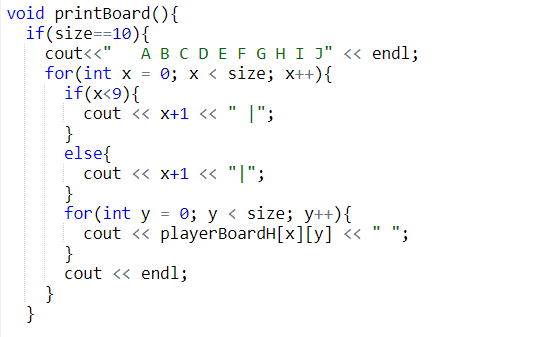 void printBoard(){
  if(size==10){
    cout<<"   A B C D E F G H I J" << endl;
    for(int x = 0; x < size; x++){
      if(x<9){
        cout << x+1 << " |";
      }
      else{
        cout << x+1 << "|";
      }
      for(int y = 0; y < size; y++){
        cout << playerBoardH[x][y] << " ";
      }
      cout << endl;
    }
  }